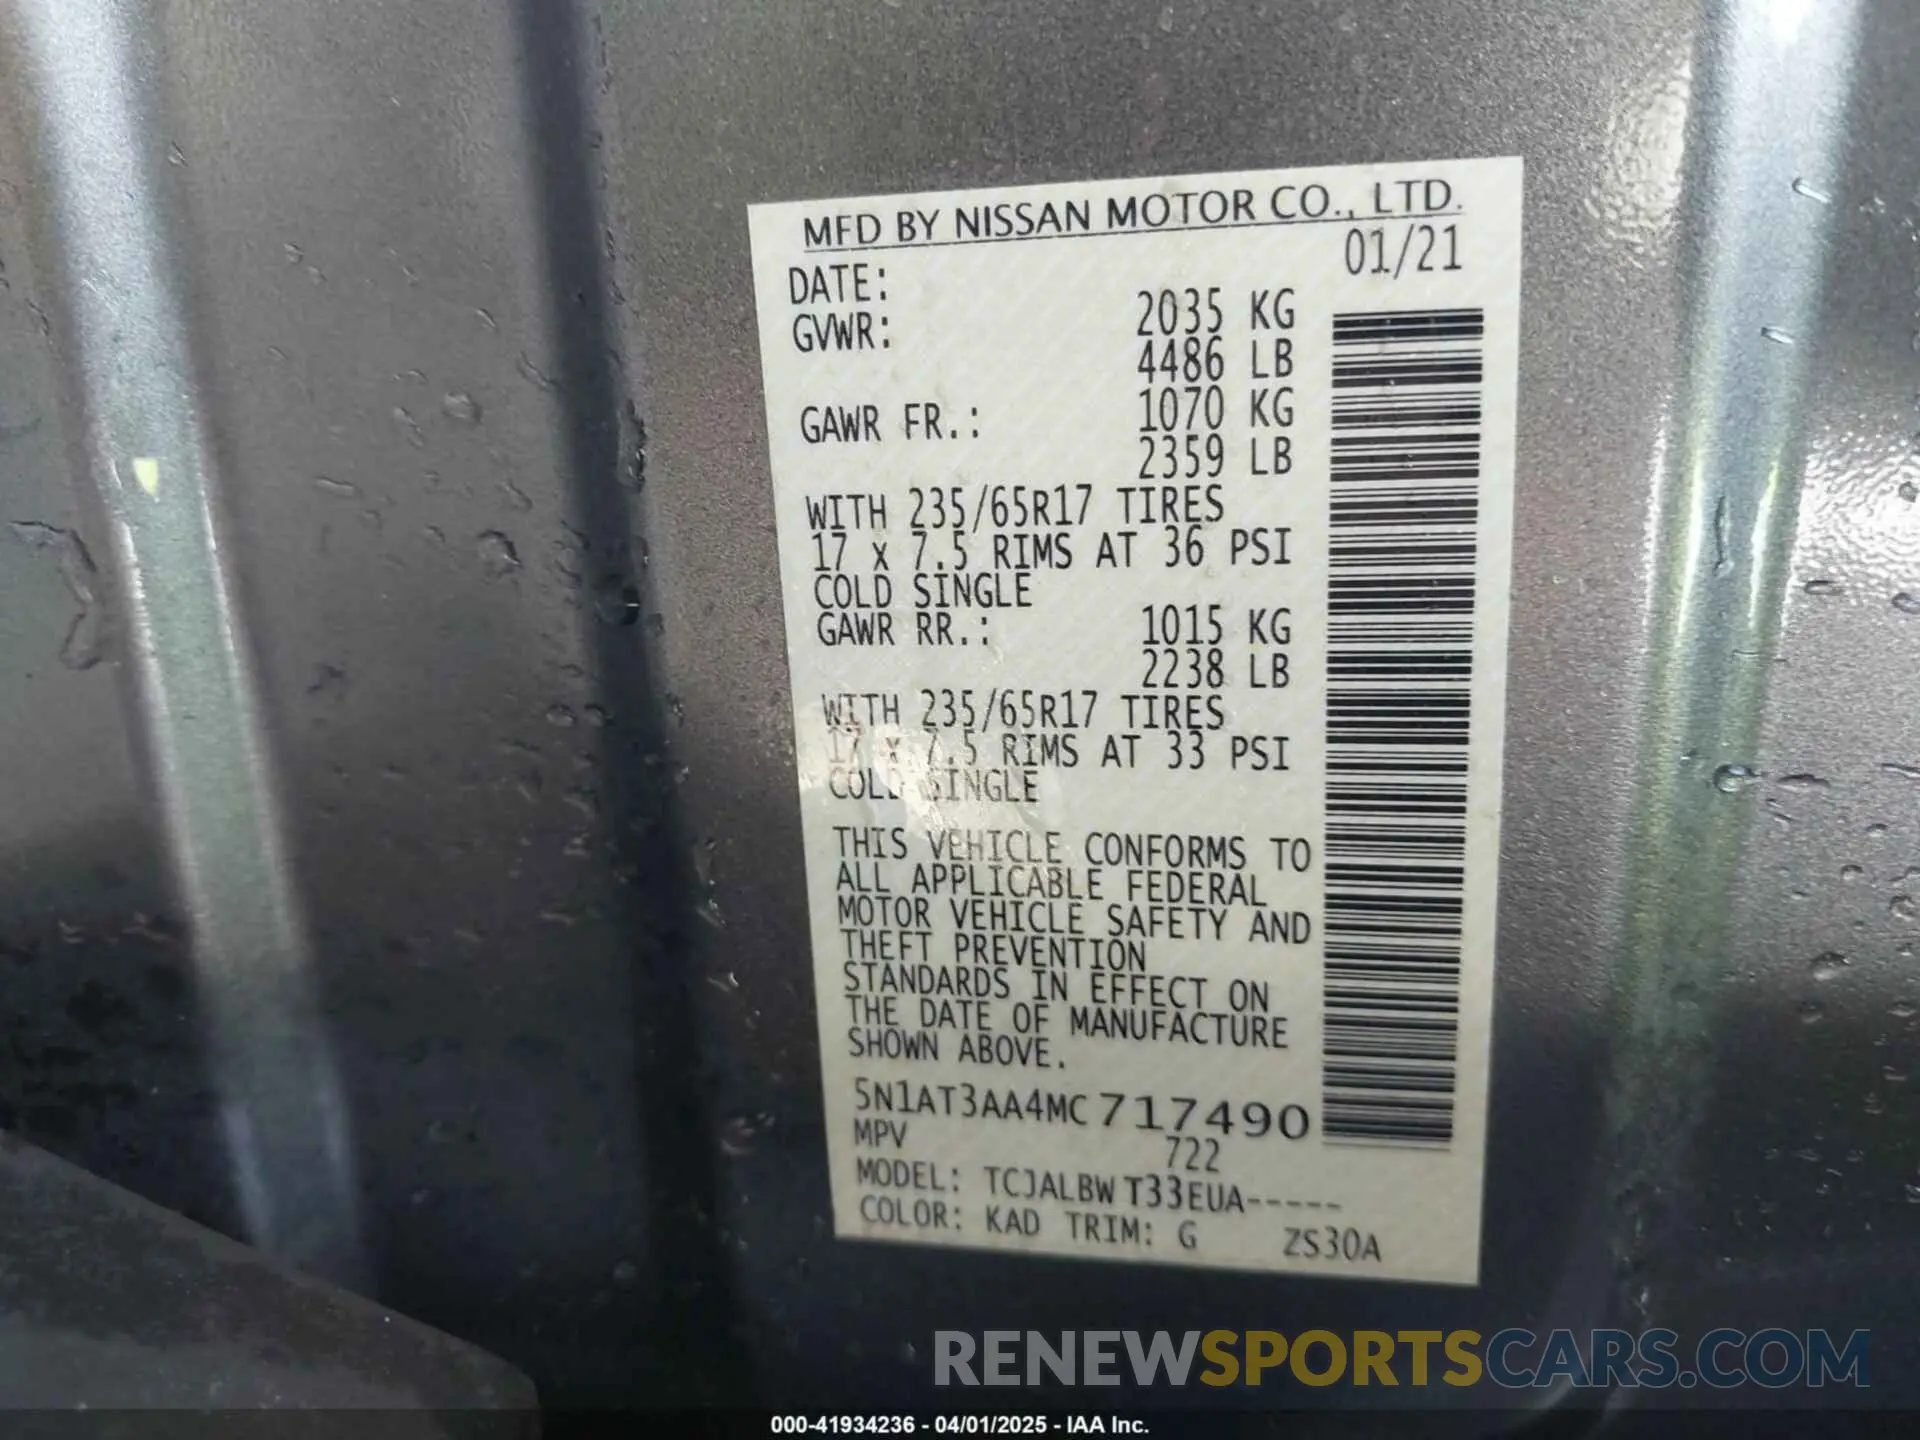 MFD BY NISSAN MOTOR CO., LTD.
DATE: 01/21
GVWR: 2035 KG
4486 LB
GAWR FR.: 1070 KG
2359 LB
WITH 235/65R17 TIRES
17 x 7.5 RIMS AT 36 PSI
COLD SINGLE
GAWR RR.: 1015 KG
2238 LB
WITH 235/65R17 TIRES
17 x 7.5 RIMS AT 33 PSI
COLD SINGLE
THIS VEHICLE CONFORMS TO
ALL APPLICABLE FEDERAL
MOTOR VEHICLE SAFETY AND
THEFT PREVENTION
STANDARDS IN EFFECT ON
THE DATE OF MANUFACTURE
SHOWN ABOVE.
5N1AT3AA4MC717490
MPV 722
MODEL: TCJALBWT33EUA-----
COLOR: KAD TRIM: G ZS30A
RENEWSPORTSCARS.COM
000-41934236 - 04/01/2025 - IAA Inc.